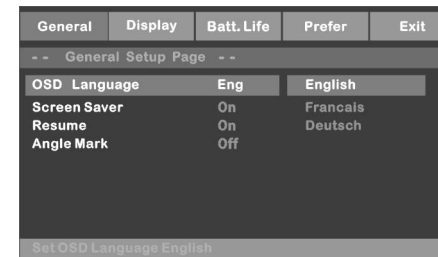 General Display Batt. Life Prefer Exit
-- General Setup Page --
OSD Language Eng English
Screen Saver On Francais
Resume On Deutsch
Angle Mark Off
Set OSD Language English